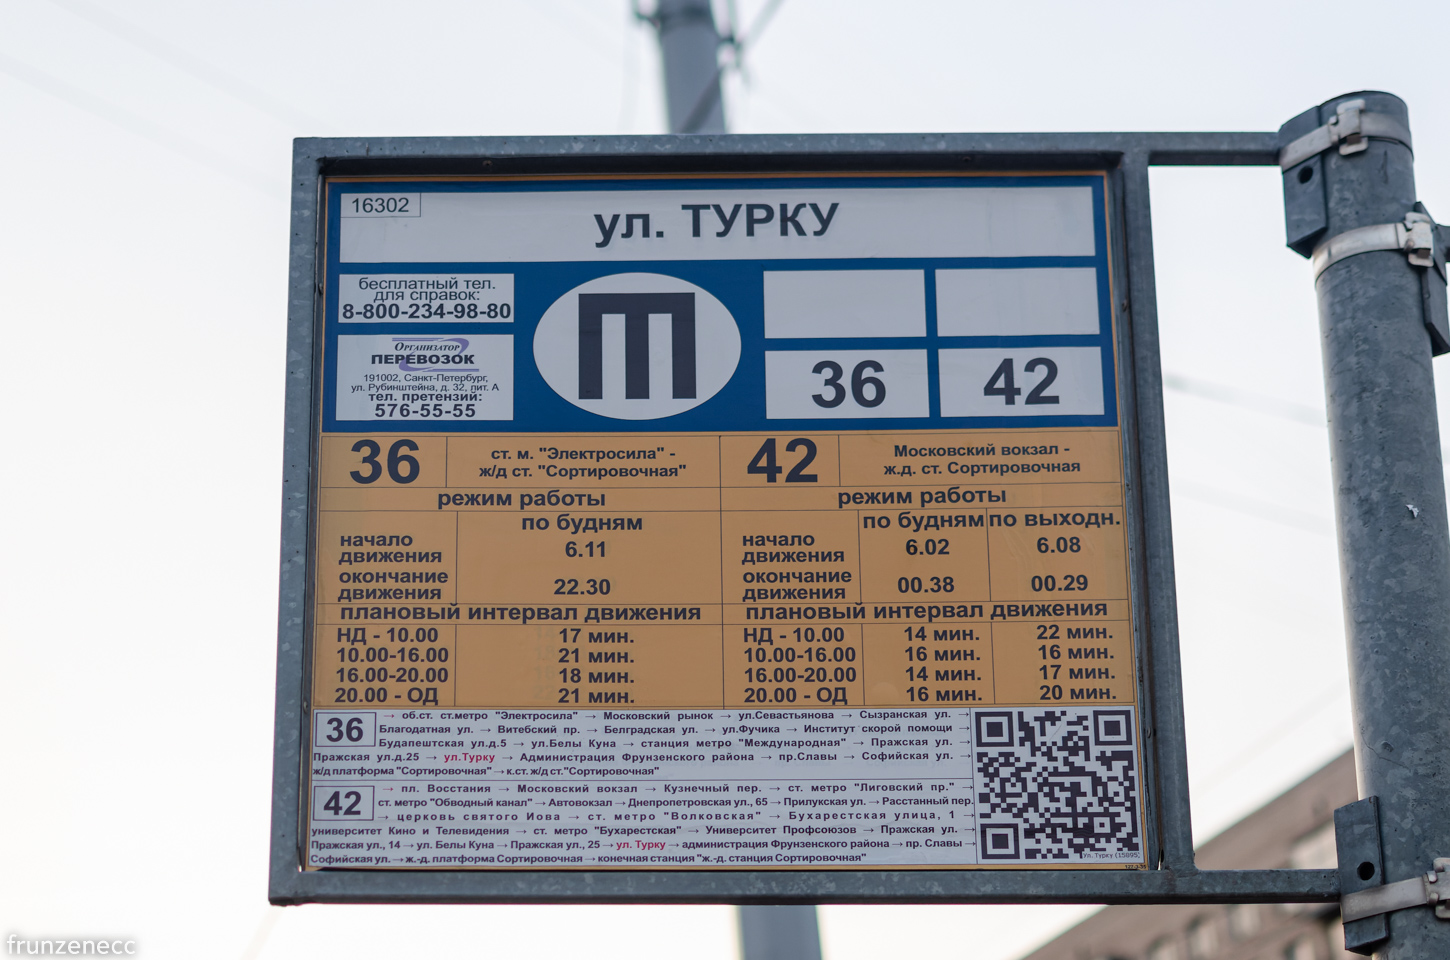 16302
ул. ТУРКУ
бесплатный тел.
для справок:
8-800-234-98-80
Организатор
ПЕРЕВОЗОК
191002, Санкт-Петербург,
ул. Рубинштейна, д. 32, лит. А
тел. претензий:
576-55-55
Т
36
42
36
ст. м. "Электросила" -
ж/д ст. "Сортировочная"
режим работы
по будням
начало
движения
6.11
окончание
движения
22.30
плановый интервал движения
НД - 10.00 17 мин.
10.00-16.00 21 мин.
16.00-20.00 18 мин.
20.00 - ОД 21 мин.
42
Московский вокзал -
ж.д. ст. Сортировочная
режим работы
по будням по выходн.
начало
движения
6.02 6.08
окончание
движения
00.38 00.29
плановый интервал движения
НД - 10.00 14 мин. 22 мин.
10.00-16.00 16 мин. 16 мин.
16.00-20.00 14 мин. 17 мин.
20.00 - ОД 16 мин. 20 мин.
36
→ об.ст. ст.метро "Электросила" → Московский рынок → ул.Севастьянова → Сызранская ул. →
Благодатная ул. → Витебский пр. → Белградская ул. → ул.Фучика → Институт скорой помощи →
Будапештская ул.д.5 → ул.Белы Куна → станция метро "Международная" → Пражская ул. →
Пражская ул.д.25 → ул.Турку → Администрация Фрунзенского района → пр.Славы → Софийская ул. →
ж/д платформа "Сортировочная" → к.ст. ж/д ст."Сортировочная"
42
→ пл. Восстания → Московский вокзал → Кузнечный пер. → ст. метро "Лиговский пр." →
ст. метро "Обводный канал" → Автовокзал → Днепропетровская ул., 65 → Прилукская ул. → Расстанный пер.
→ церковь святого Иова → ст. метро "Волковская" → Бухарестская улица, 1 →
университет Кино и Телевидения → ст. метро "Бухарестская" → Университет Профсоюзов → Пражская ул. →
Пражская ул., 14 → ул. Белы Куна → Пражская ул., 25 → ул. Турку → администрация Фрунзенского района → пр. Славы →
Софийская ул. → ж.-д. платформа Сортировочная → конечная станция "ж.-д. станция Сортировочная"
Ул. Турку (15895)
frunzenecc